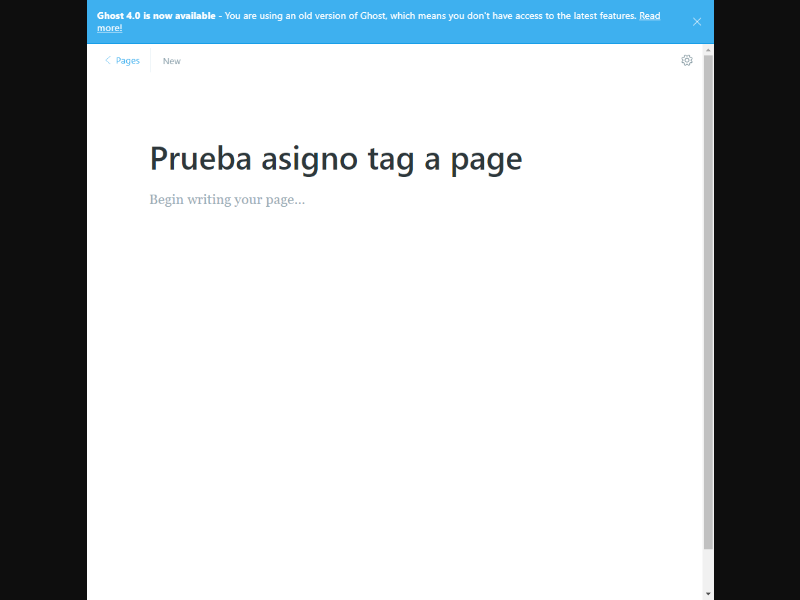 Ghost 4.0 is now available - You are using an old version of Ghost, which means you don't have access to the latest features. Read
more!
Pages
New
Prueba asigno tag a page
Begin writing your page...